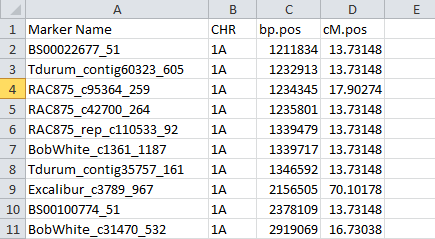 A B C D E
1 Marker Name CHR bp.pos cM.pos
2 BS00022677_51 1A 1211834 13.73148
3 Tdurum_contig60323_605 1A 1232913 13.73148
4 RAC875_c95364_259 1A 1234345 17.90274
5 RAC875_c42700_264 1A 1235801 13.73148
6 RAC875_rep_c110533_92 1A 1339479 13.73148
7 BobWhite_c1361_1187 1A 1339717 13.73148
8 Tdurum_contig35757_161 1A 1346592 13.73148
9 Excalibur_c3789_967 1A 2156505 70.10178
10 BS00100774_51 1A 2378109 13.73148
11 BobWhite_c31470_532 1A 2919069 16.73038